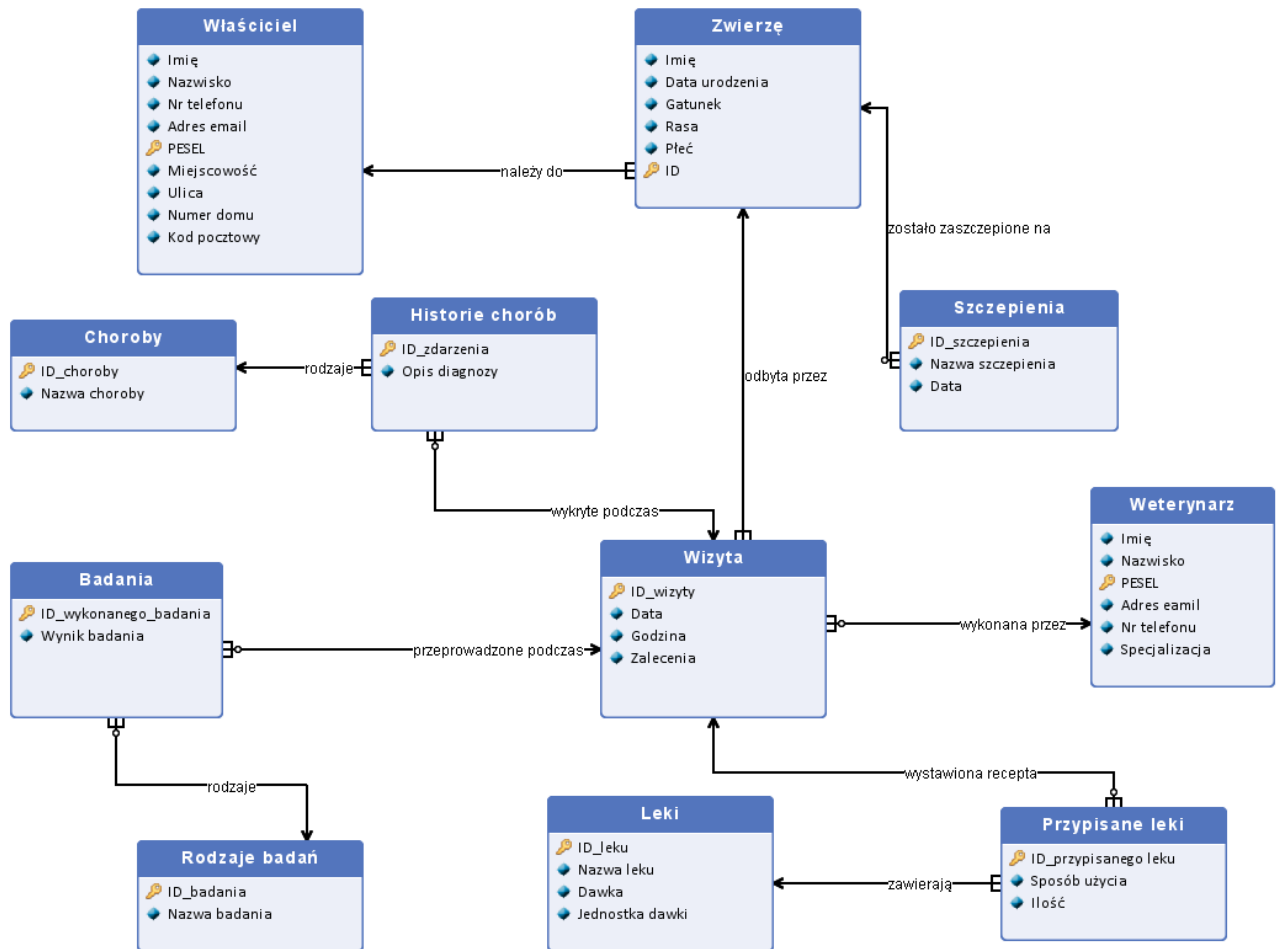 Właściciel
Imię
Nazwisko
Nr telefonu
Adres email
PESEL
Miejscowość
Ulica
Numer domu
Kod pocztowy
należy do
Zwierzę
Imię
Data urodzenia
Gatunek
Rasa
Płeć
ID
zostało zaszczepione na
Szczepienia
ID_szczepienia
Nazwa szczepienia
Data
odbyta przez
Choroby
ID_choroby
Nazwa choroby
rodzaje
Historie chorób
ID_zdarzenia
Opis diagnozy
wykryte podczas
Badania
ID_wykonanego_badania
Wynik badania
przeprowadzone podczas
Wizyta
ID_wizyty
Data
Godzina
Zalecenia
wykonana przez
Weterynarz
Imię
Nazwisko
PESEL
Adres eamil
Nr telefonu
Specjalizacja
rodzaje
wystawiona recepta
Rodzaje badań
ID_badania
Nazwa badania
Leki
ID_leku
Nazwa leku
Dawka
Jednostka dawki
zawierają
Przypisane leki
ID_przypisanego leku
Sposób użycia
Ilość